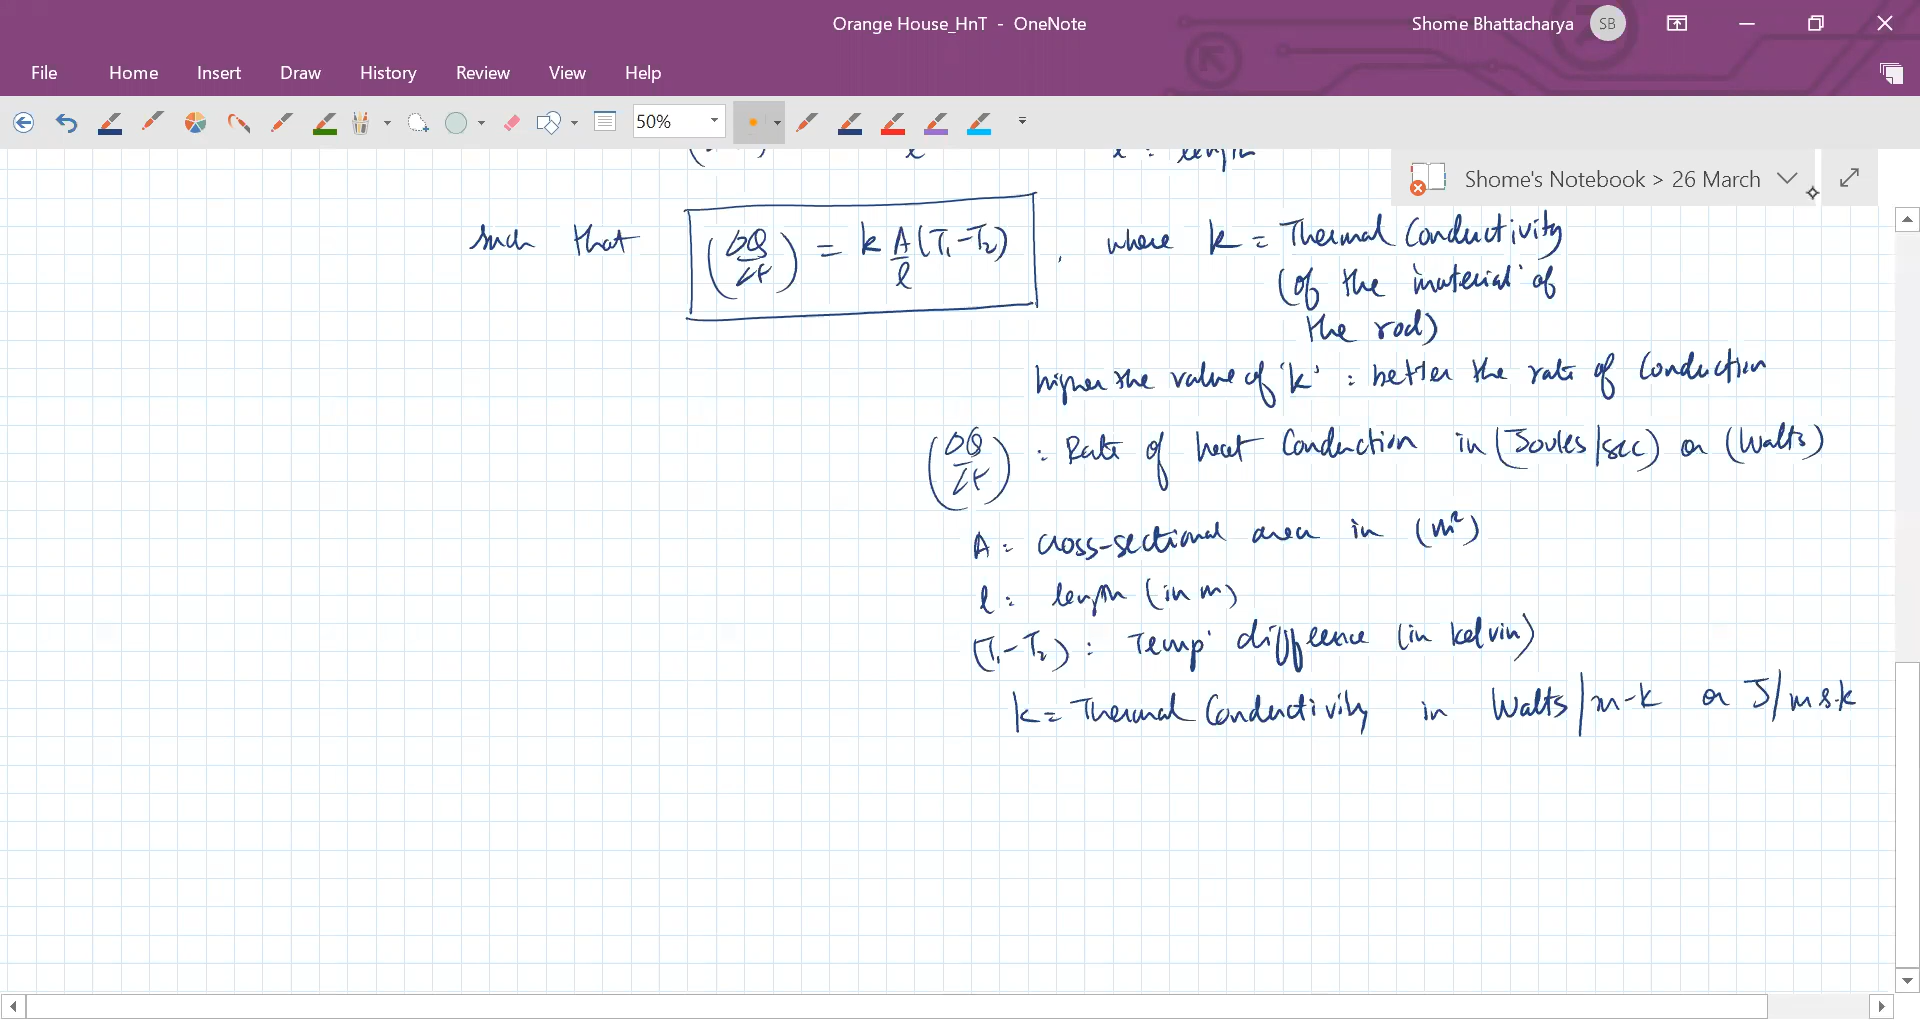 Orange House_HnT - OneNote
Shome Bhattacharya SB
File Home Insert Draw History Review View Help
50%
l : length
Shome's Notebook > 26 March
such that (ΔQ/Δt) = k A/l (T1-T2), where k = Thermal Conductivity
(of the material of
the rod)
higher the value of 'k' : better the rate of conduction
(ΔQ/Δt) : Rate of heat Conduction in (Joules/sec) or (Watts)
A : cross-sectional area in (m²)
l : length (in m)
(T1-T2) : Temp' difference (in kelvin)
k = Thermal Conductivity in Watts/m-k or J/m s.k